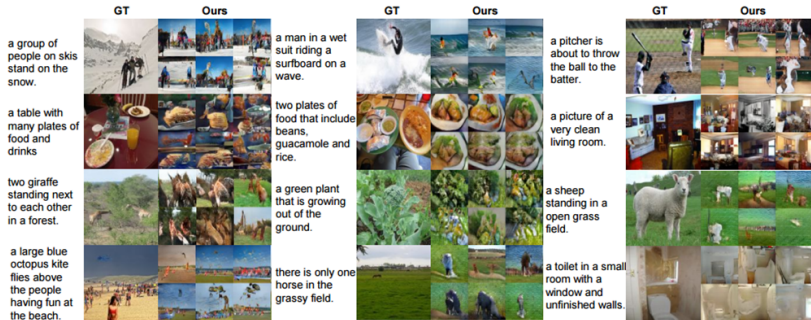 GT Ours
a group of
people on skis
stand on the
snow.
a table with
many plates of
food and
drinks
two giraffe
standing next
to each other
in a forest.
a large blue
octopus kite
flies above
the people
having fun at
the beach.
GT Ours
a man in a wet
suit riding a
surfboard on a
wave.
two plates of
food that include
beans,
guacamole and
rice.
a green plant
that is growing
out of the
ground.
there is only one
horse in the
grassy field.
GT Ours
a pitcher is
about to throw
the ball to the
batter.
a picture of a
very clean
living room.
a sheep
standing in a
open grass
field.
a toilet in a small
room with a
window and
unfinished walls.